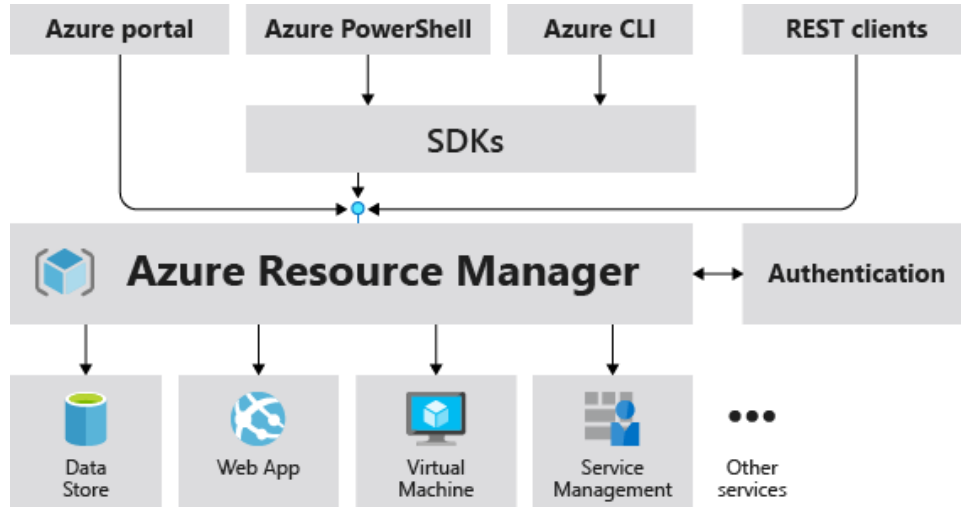 Azure portal
Azure PowerShell
Azure CLI
REST clients
SDKs
Azure Resource Manager
Authentication
Data
Store
Web App
Virtual
Machine
Service
Management
Other
services